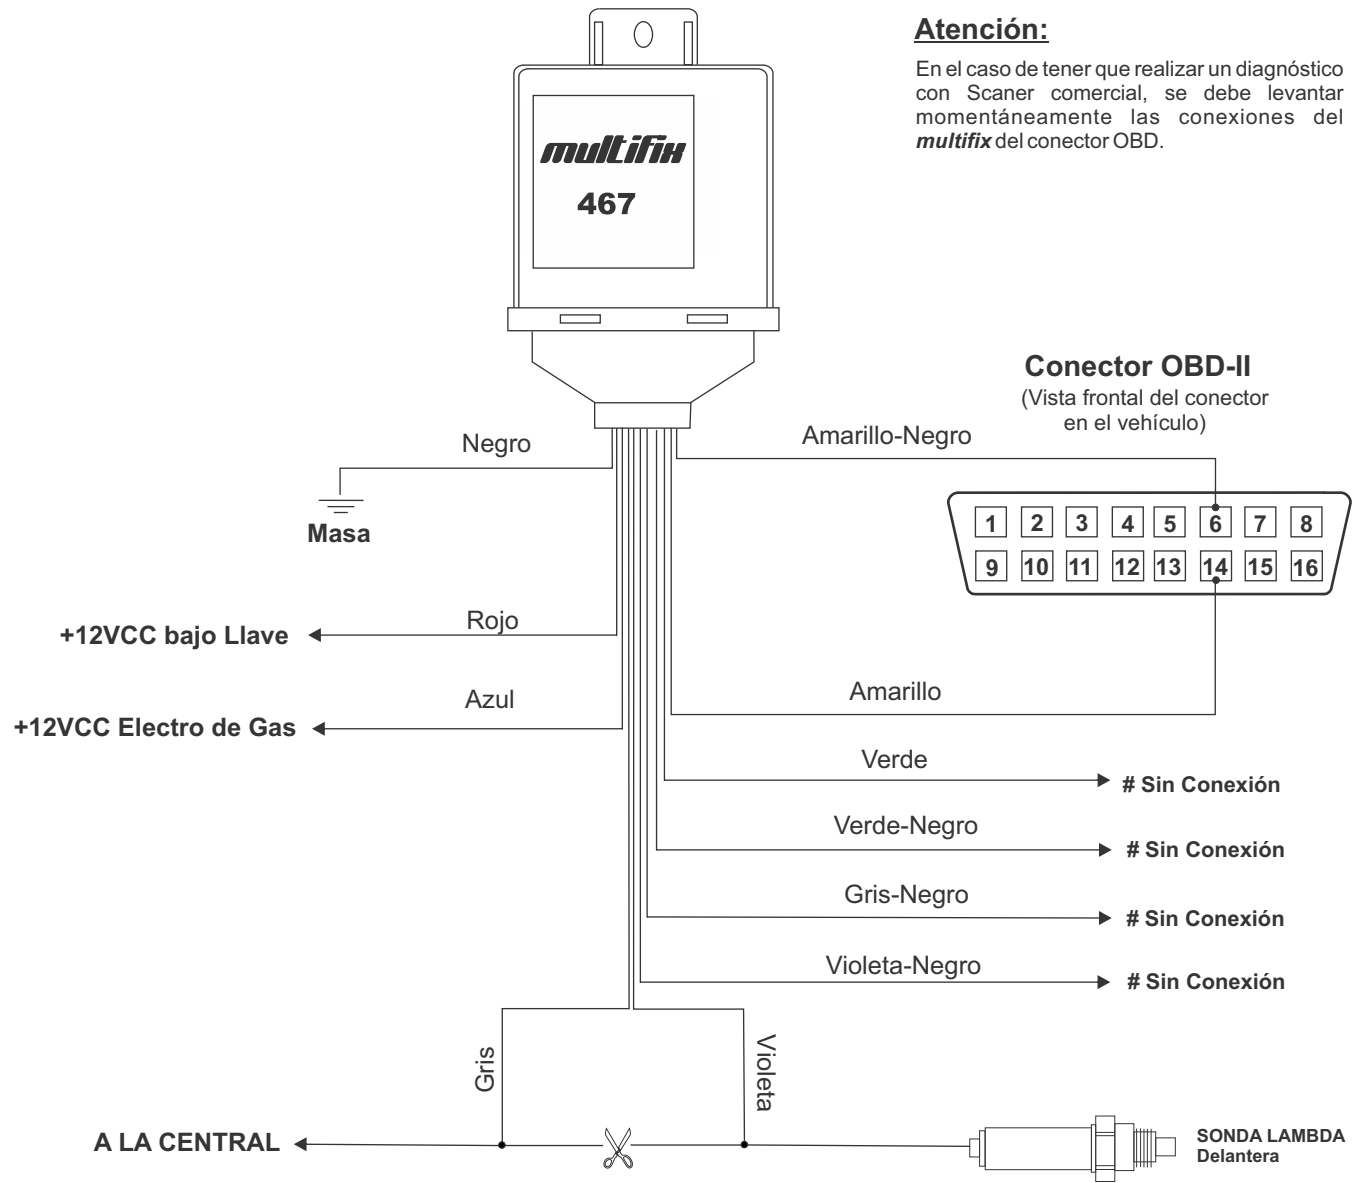 Atención:
En el caso de tener que realizar un diagnóstico
con Scaner comercial, se debe levantar
momentáneamente las conexiones del
multifix del conector OBD.
multifix
467
Conector OBD-II
(Vista frontal del conector
en el vehículo)
Negro
Amarillo-Negro
Masa
1 2 3 4 5 6 7 8
9 10 11 12 13 14 15 16
Rojo
+12VCC bajo Llave
Azul
+12VCC Electro de Gas
Amarillo
Verde
# Sin Conexión
Verde-Negro
# Sin Conexión
Gris-Negro
# Sin Conexión
Violeta-Negro
# Sin Conexión
Gris
Violeta
A LA CENTRAL
SONDA LAMBDA
Delantera